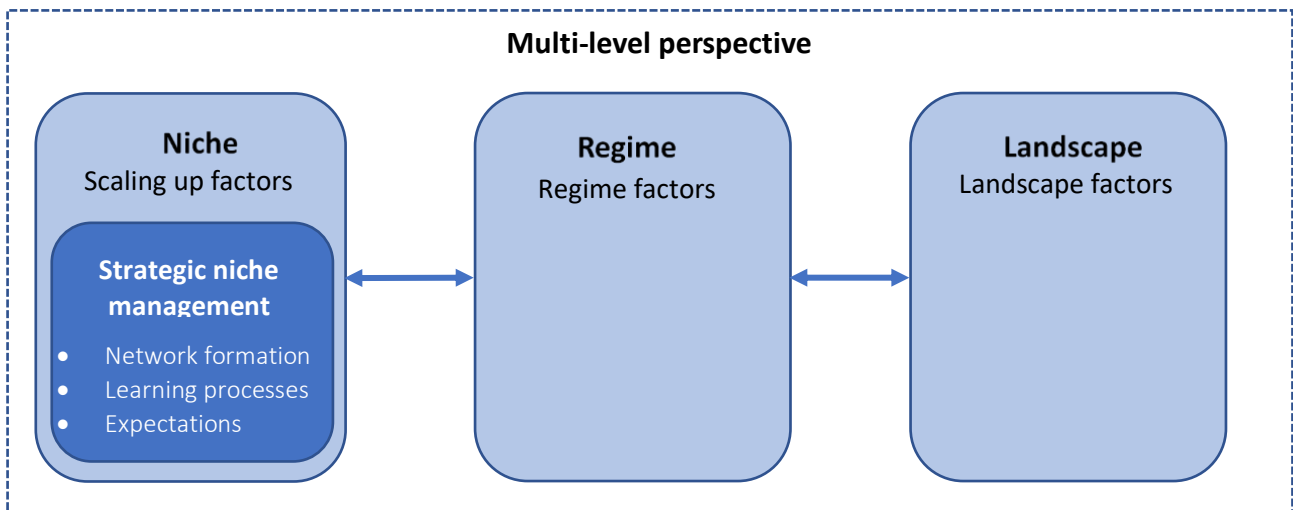 Multi-level perspective
Niche
Scaling up factors
Strategic niche
management
• Network formation
• Learning processes
• Expectations
Regime
Regime factors
Landscape
Landscape factors